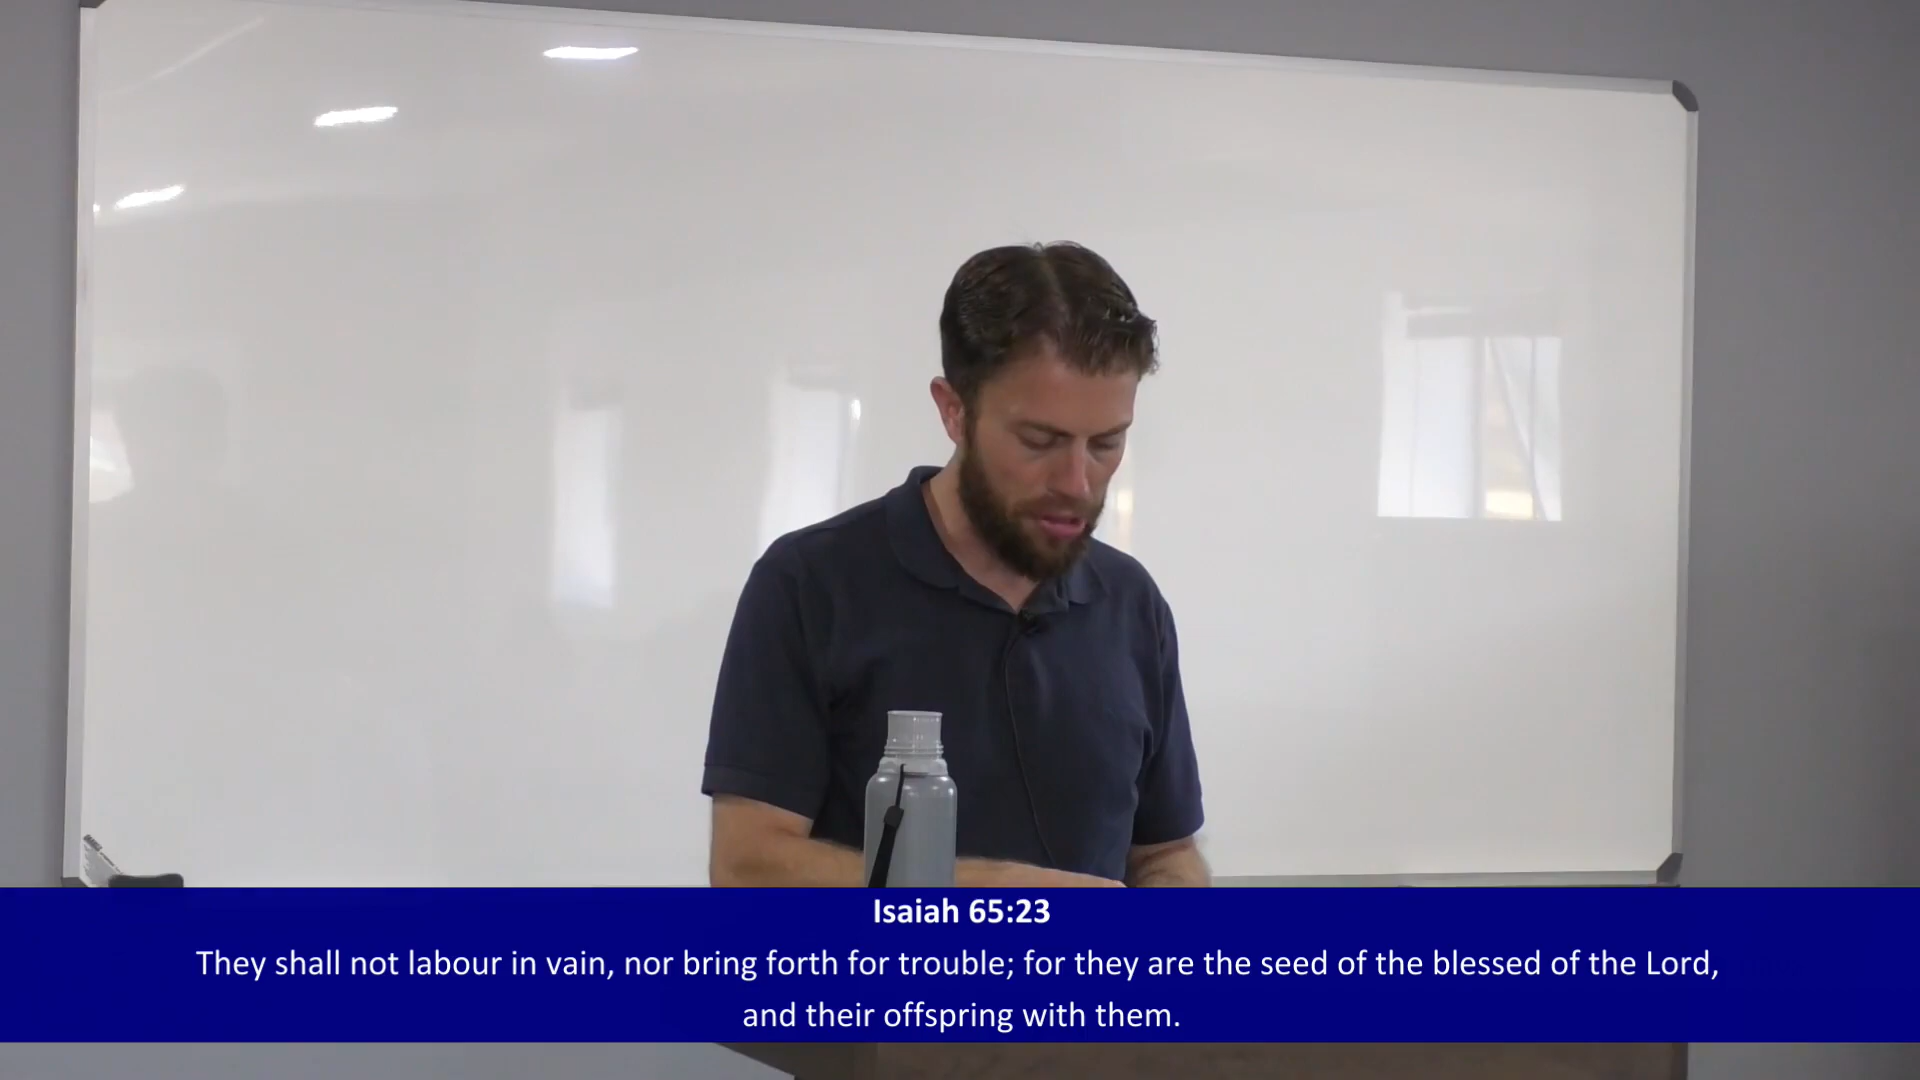 Isaiah 65:23
They shall not labour in vain, nor bring forth for trouble; for they are the seed of the blessed of the Lord,
and their offspring with them.